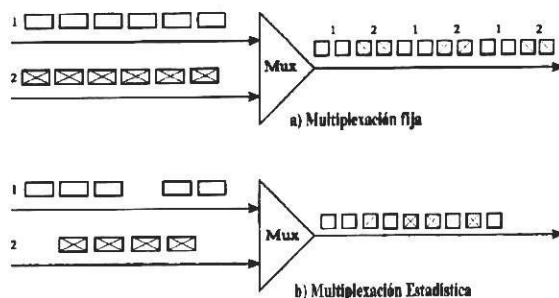 1
1 2 1 2 1 2
2
Mux
a) Multiplexación fija
1
2
Mux
b) Multiplexación Estadística